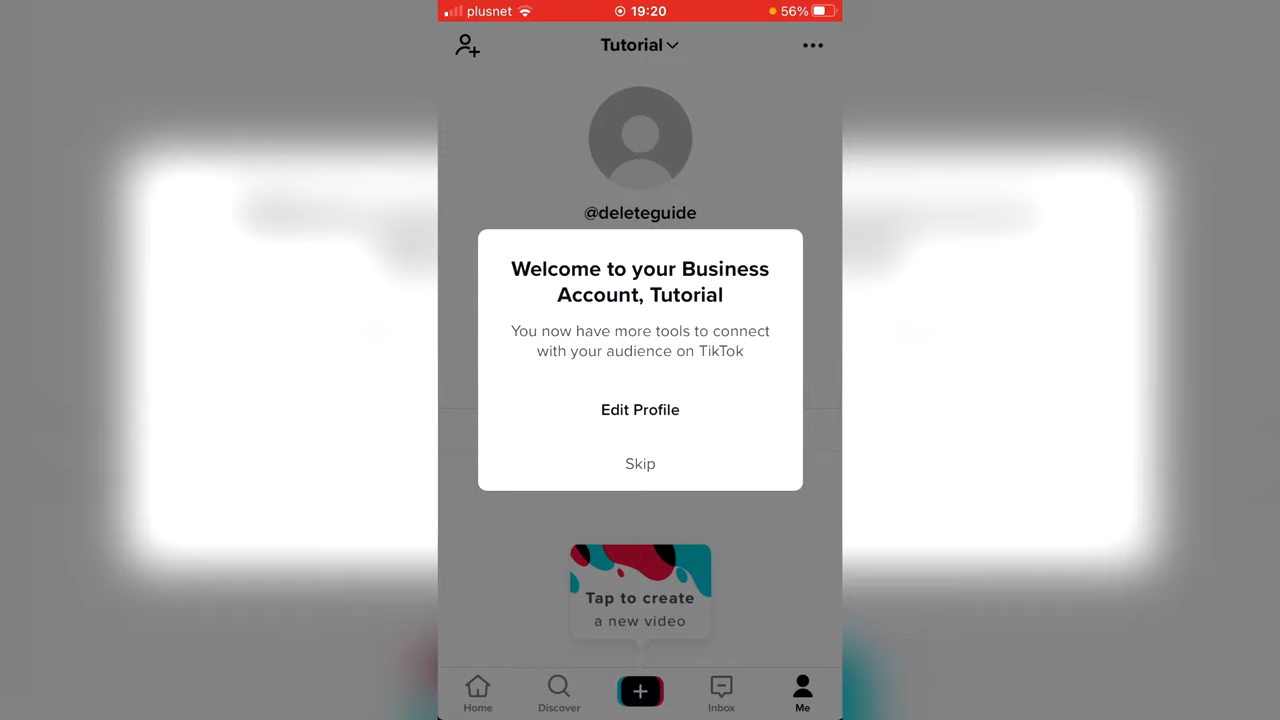 plusnet 19:20 56%
Tutorial
@deleteguide
Welcome to your Business
Account, Tutorial
You now have more tools to connect
with your audience on TikTok
Edit Profile
Skip
Tap to create
a new video
Home Discover Inbox Me